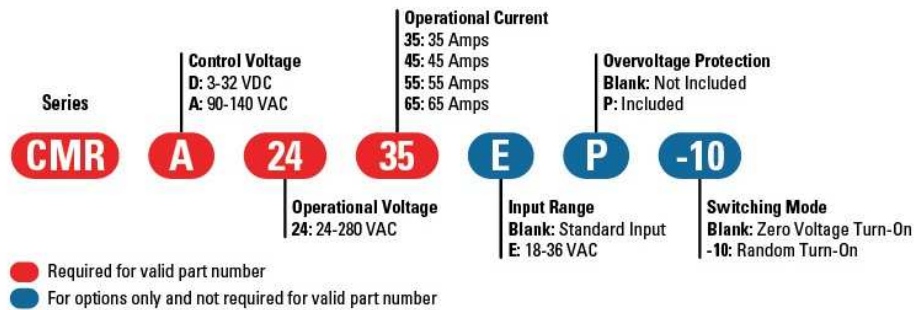 Operational Current
35: 35 Amps
45: 45 Amps
55: 55 Amps
65: 65 Amps
Control Voltage
D: 3-32 VDC
A: 90-140 VAC
Overvoltage Protection
Blank: Not Included
P: Included
Series
CMR A 24 35 E P -10
Operational Voltage
24: 24-280 VAC
Input Range
Blank: Standard Input
E: 18-36 VAC
Switching Mode
Blank: Zero Voltage Turn-On
-10: Random Turn-On
Required for valid part number
For options only and not required for valid part number